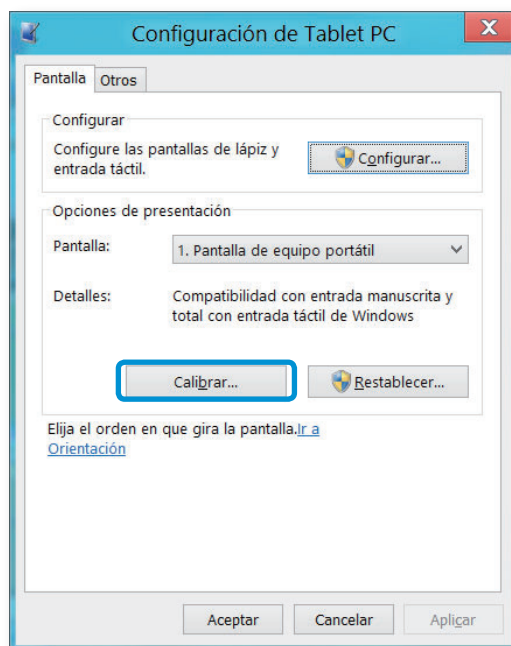 Configuración de Tablet PC
Pantalla
Otros
Configurar
Configure las pantallas de lápiz y
entrada táctil.
Configurar...
Opciones de presentación
Pantalla:
1. Pantalla de equipo portátil
Detalles:
Compatibilidad con entrada manuscrita y
total con entrada táctil de Windows
Calibrar...
Restablecer...
Elija el orden en que gira la pantalla.Ir a
Orientación
Aceptar
Cancelar
Aplicar